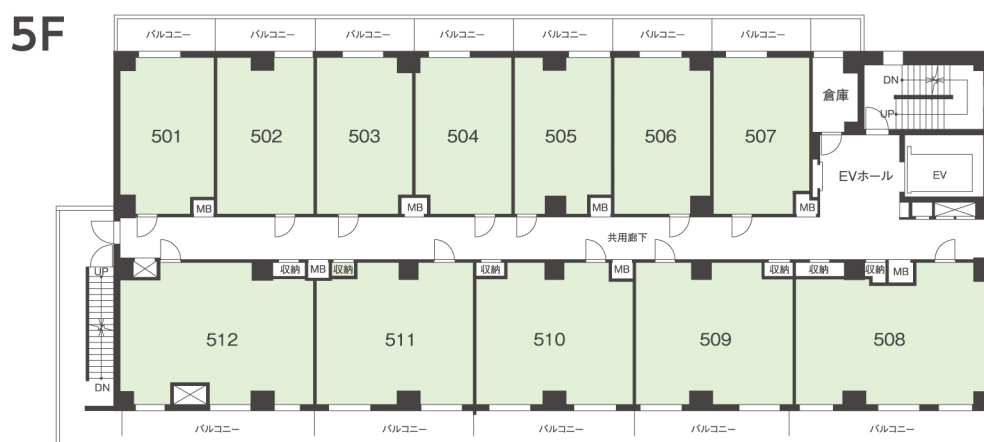 5F
バルコニー バルコニー バルコニー バルコニー バルコニー バルコニー バルコニー
DN
倉庫
UP
501 502 503 504 505 506 507
EVホール EV
MB MB MB MB
共用廊下
UP 収納 MB 収納 収納 MB 収納 収納 収納 MB
512 511 510 509 508
DN
バルコニー バルコニー バルコニー バルコニー バルコニー